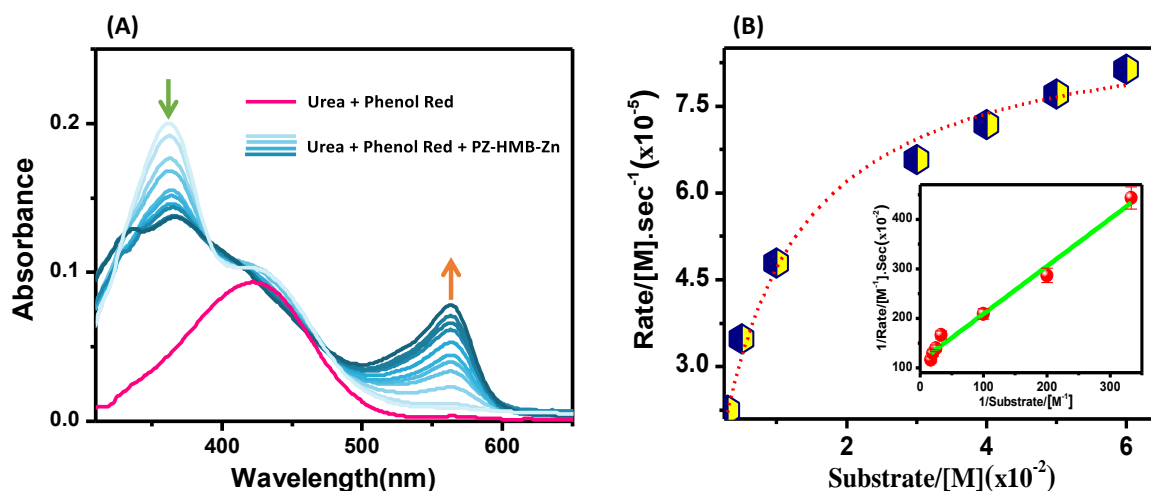 (A)
Absorbance
0.2
0.1
0.0
Urea + Phenol Red
Urea + Phenol Red + PZ-HMB-Zn
400
500
600
Wavelength(nm)
(B)
Rate/[M].sec⁻¹(x10⁻⁵)
7.5
6.0
4.5
3.0
1/Rate/[M⁻¹].Sec(x10⁻²)
400
300
200
100
0
100
200
300
1/Substrate/[M⁻¹]
2
4
6
Substrate/[M](x10⁻²)